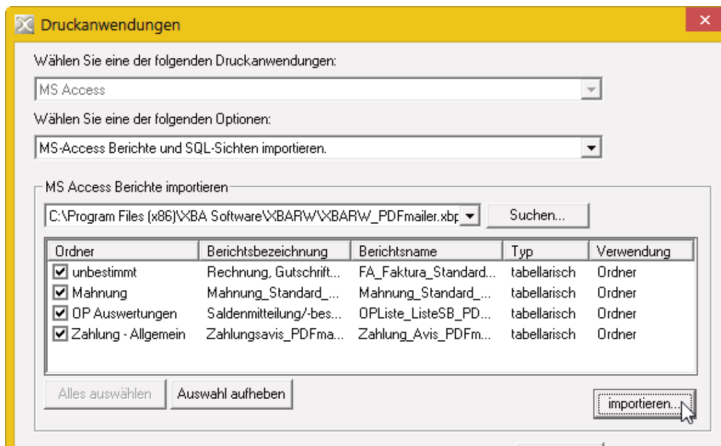 Druckanwendungen
Wählen Sie eine der folgenden Druckanwendungen:
MS Access
Wählen Sie eine der folgenden Optionen:
MS-Access Berichte und SQL-Sichten importieren.
MS Access Berichte importieren
C:\Program Files (x86)\XBA Software\XBARW\XBARW_PDFmailer.xbp Suchen...
Ordner Berichtsbezeichnung Berichtsname Typ Verwendung
unbestimmt Rechnung, Gutschrift... FA_Faktura_Standard... tabellarisch Ordner
Mahnung Mahnung_Standard_... Mahnung_Standard_... tabellarisch Ordner
OP Auswertungen Saldenmitteilung/-bes... OPListe_ListeSB_PD... tabellarisch Ordner
Zahlung - Allgemein Zahlungsavis_PDFma... Zahlung_Avis_PDFm... tabellarisch Ordner
Alles auswählen Auswahl aufheben importieren...